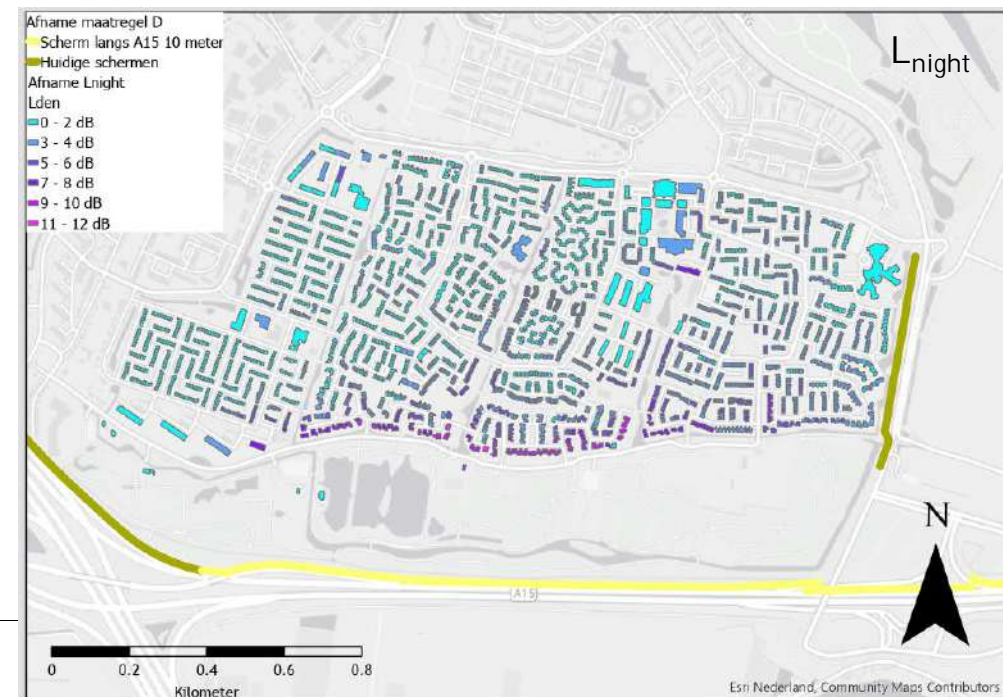 Afname maatregel D
Scherm langs A15 10 meter
Huidige schermen
Afname Lnight
Lden
0 - 2 dB
3 - 4 dB
5 - 6 dB
7 - 8 dB
9 - 10 dB
11 - 12 dB
Lnight
N
(A15)
0 0.2 0.4 0.6 0.8
Kilometer
Esri Nederland, Community Maps Contributors